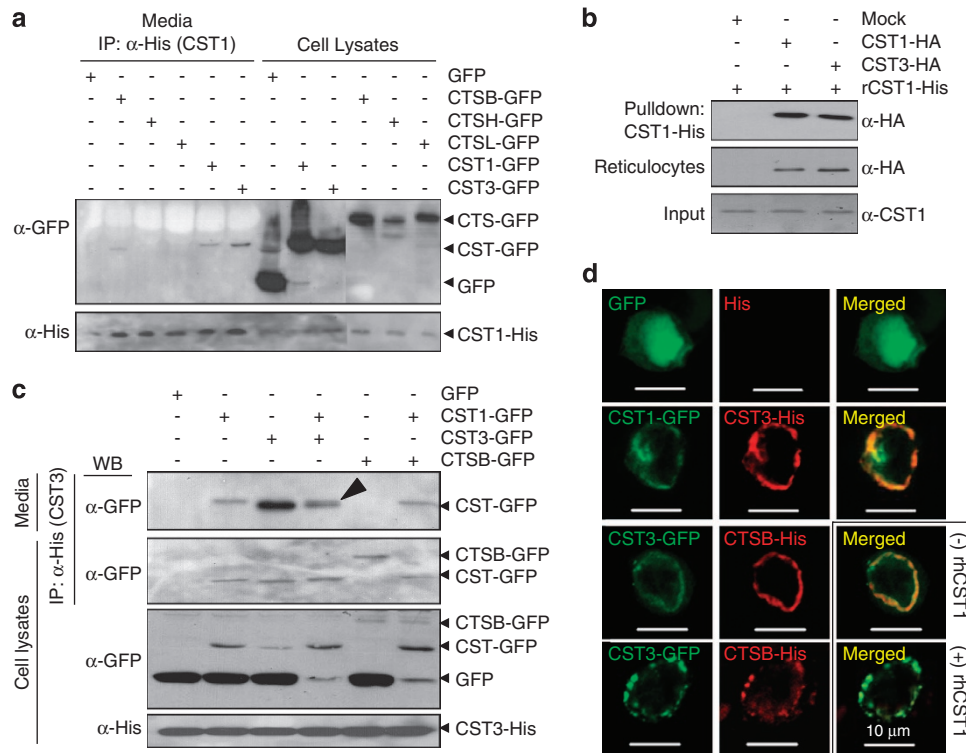 a
Media
IP: α-His (CST1)
Cell Lysates
+ - - - - - + - - - - - GFP
- + - - - - - - - + - - CTSB-GFP
- - + - - - - - - - + - CTSH-GFP
- - - + - - - - - - - + CTSL-GFP
- - - - + - - + - - - - CST1-GFP
- - - - - + - - + - - - CST3-GFP
α-GFP
CTS-GFP
CST-GFP
GFP
α-His
CST1-His
b
+ - - Mock
- + - CST1-HA
- - + CST3-HA
+ + + rCST1-His
Pulldown:
CST1-His
α-HA
Reticulocytes
α-HA
Input
α-CST1
c
+ - - - - - GFP
- + - + - + CST1-GFP
- - + + - - CST3-GFP
- - - - + + CTSB-GFP
WB
Media
IP: α-His (CST3)
α-GFP
CST-GFP
Cell lysates
α-GFP
CTSB-GFP
CST-GFP
α-GFP
CTSB-GFP
CST-GFP
GFP
α-His
CST3-His
d
GFP
His
Merged
CST1-GFP
CST3-His
Merged
CST3-GFP
CTSB-His
Merged
(-) rhCST1
CST3-GFP
CTSB-His
Merged
(+) rhCST1
10 μm